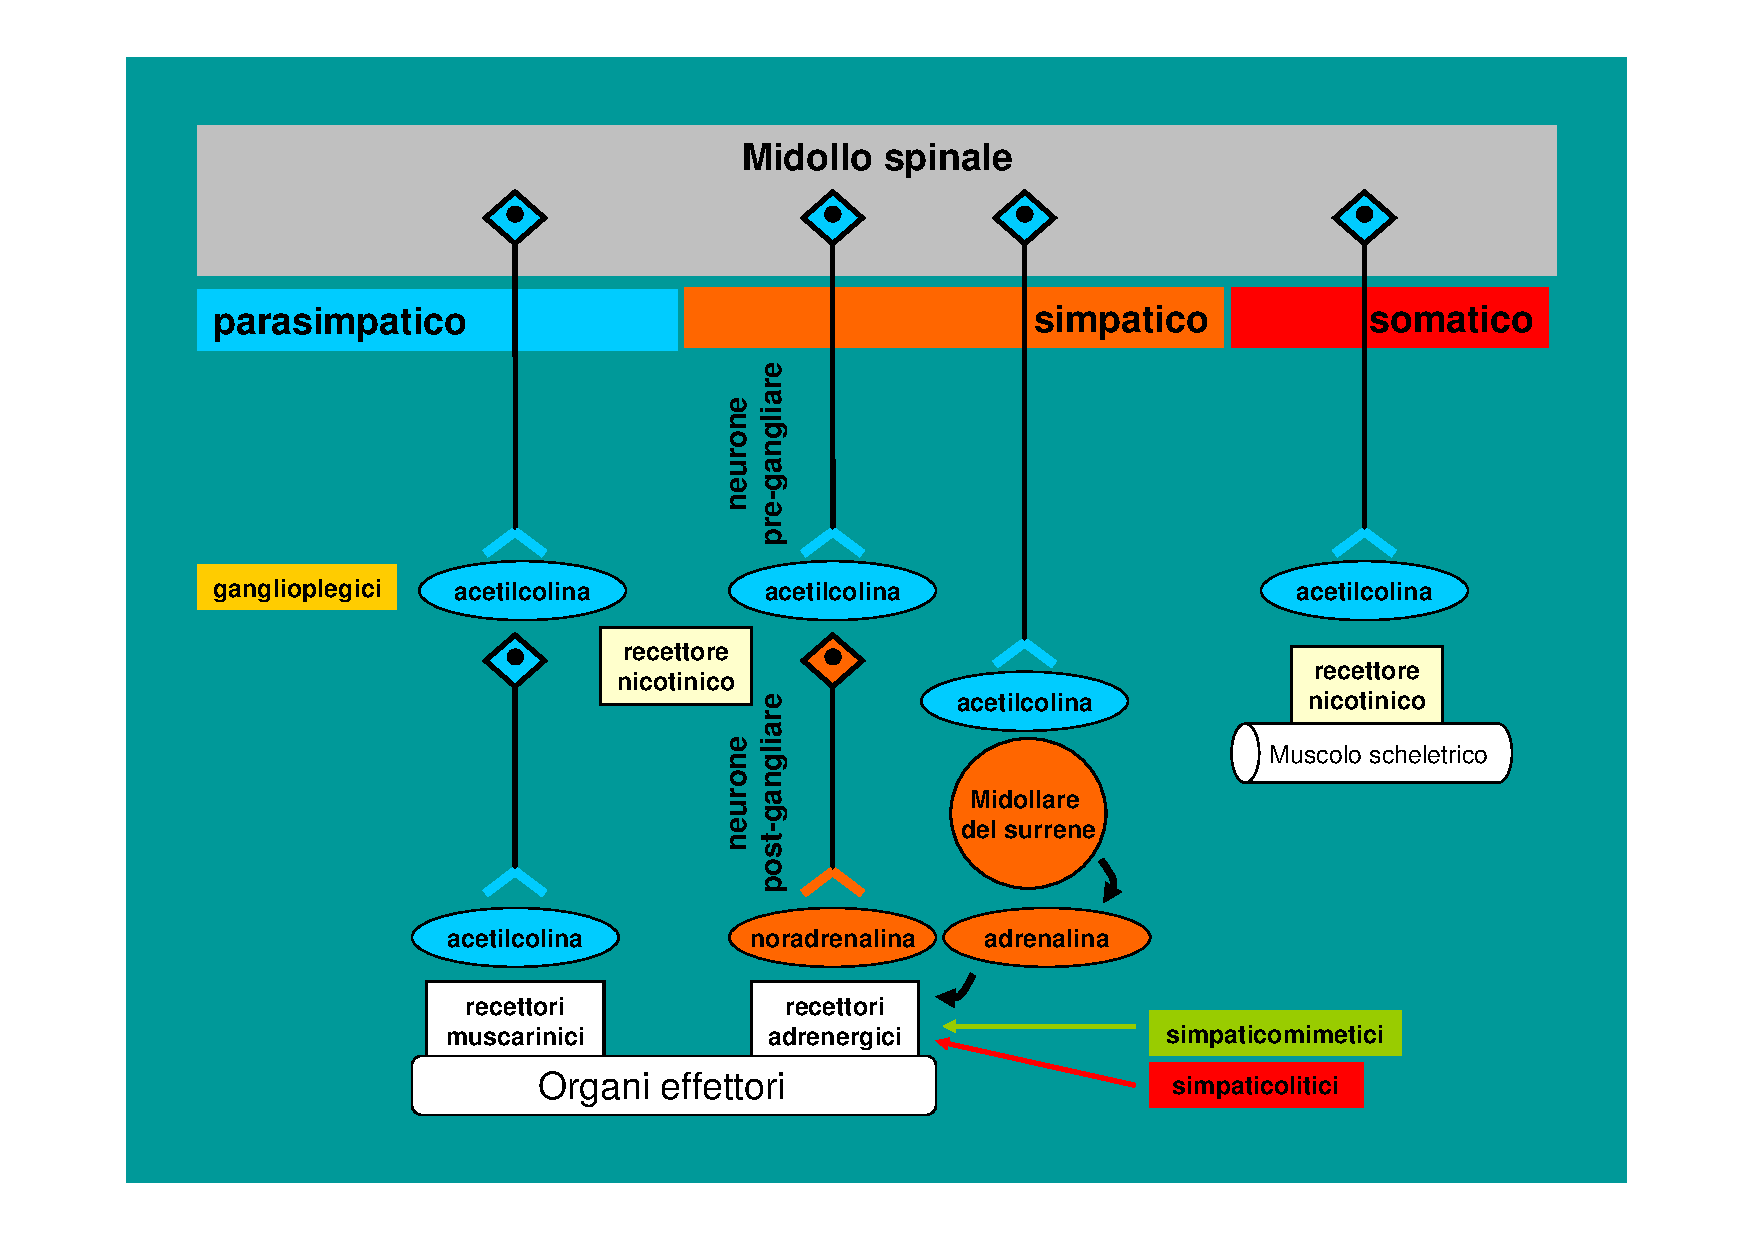 Midollo spinale
parasimpatico
simpatico
somatico
neurone
pre-gangliare
ganglioplegici
acetilcolina
acetilcolina
acetilcolina
recettore
nicotinico
recettore
nicotinico
acetilcolina
Muscolo scheletrico
neurone
post-gangliare
Midollare
del surrene
acetilcolina
noradrenalina
adrenalina
recettori
muscarinici
recettori
adrenergici
simpaticomimetici
Organi effettori
simpaticolitici